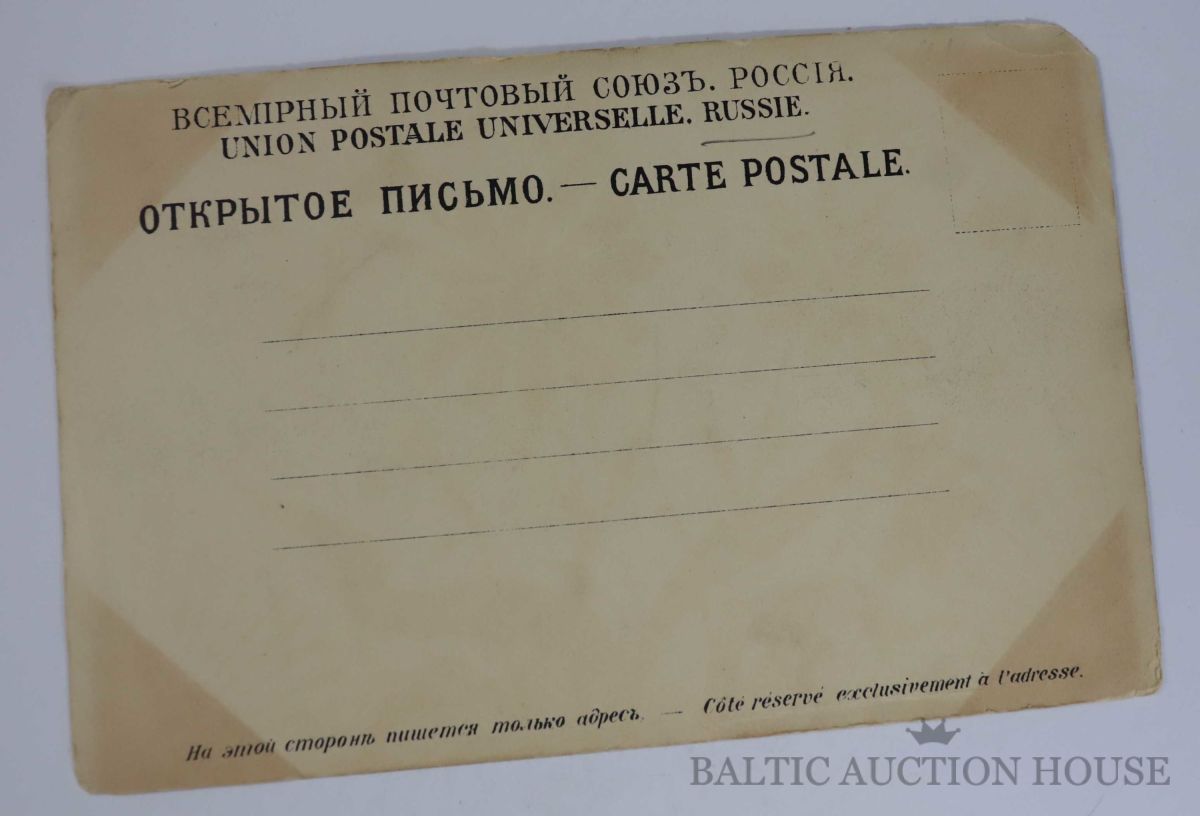 ВСЕМІРНЫЙ ПОЧТОВЫЙ СОЮЗЪ. РОССІЯ.
UNION POSTALE UNIVERSELLE. RUSSIE.
ОТКРЫТОЕ ПИСЬМО. — CARTE POSTALE.
На этой сторонѣ пишется только адресъ. — Côté réservé exclusivement à l'adresse.
BALTIC AUCTION HOUSE